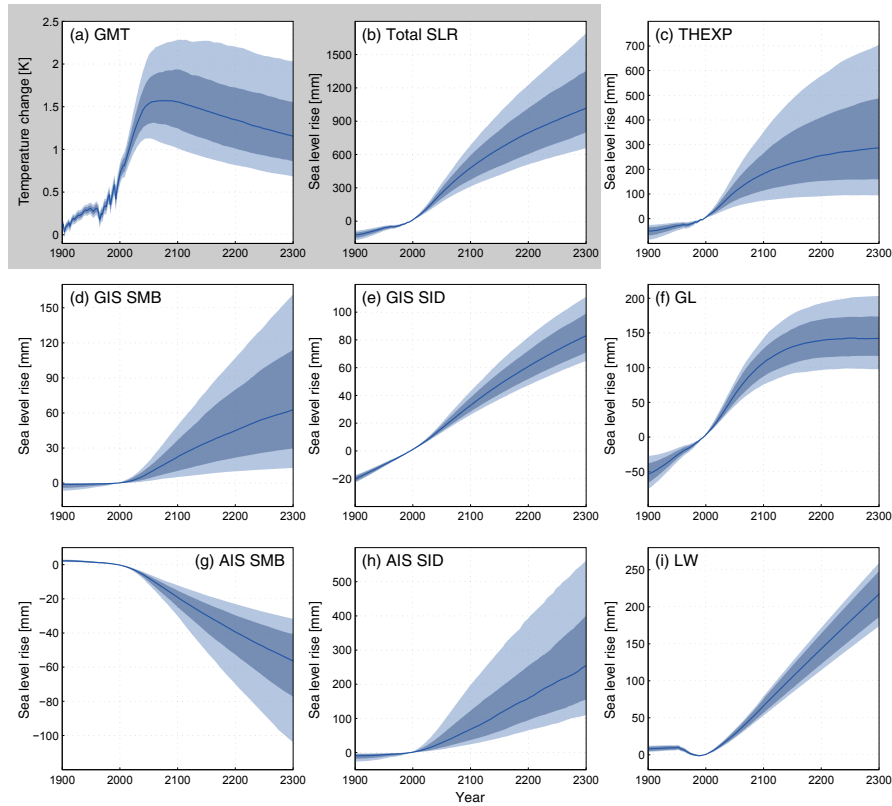 (a) GMT
Temperature change [K]
2.5
2
1.5
1
0.5
0
1900 2000 2100 2200 2300
(b) Total SLR
Sea level rise [mm]
1500
1200
900
600
300
0
1900 2000 2100 2200 2300
(c) THEXP
Sea level rise [mm]
700
600
500
400
300
200
100
0
1900 2000 2100 2200 2300
(d) GIS SMB
Sea level rise [mm]
150
120
90
60
30
0
1900 2000 2100 2200 2300
(e) GIS SID
Sea level rise [mm]
100
80
60
40
20
0
−20
1900 2000 2100 2200 2300
(f) GL
Sea level rise [mm]
200
150
100
50
0
−50
1900 2000 2100 2200 2300
(g) AIS SMB
Sea level rise [mm]
0
−20
−40
−60
−80
−100
1900 2000 2100 2200 2300
(h) AIS SID
Sea level rise [mm]
500
400
300
200
100
0
1900 2000 2100 2200 2300
Year
(i) LW
Sea level rise [mm]
250
200
150
100
50
0
1900 2000 2100 2200 2300